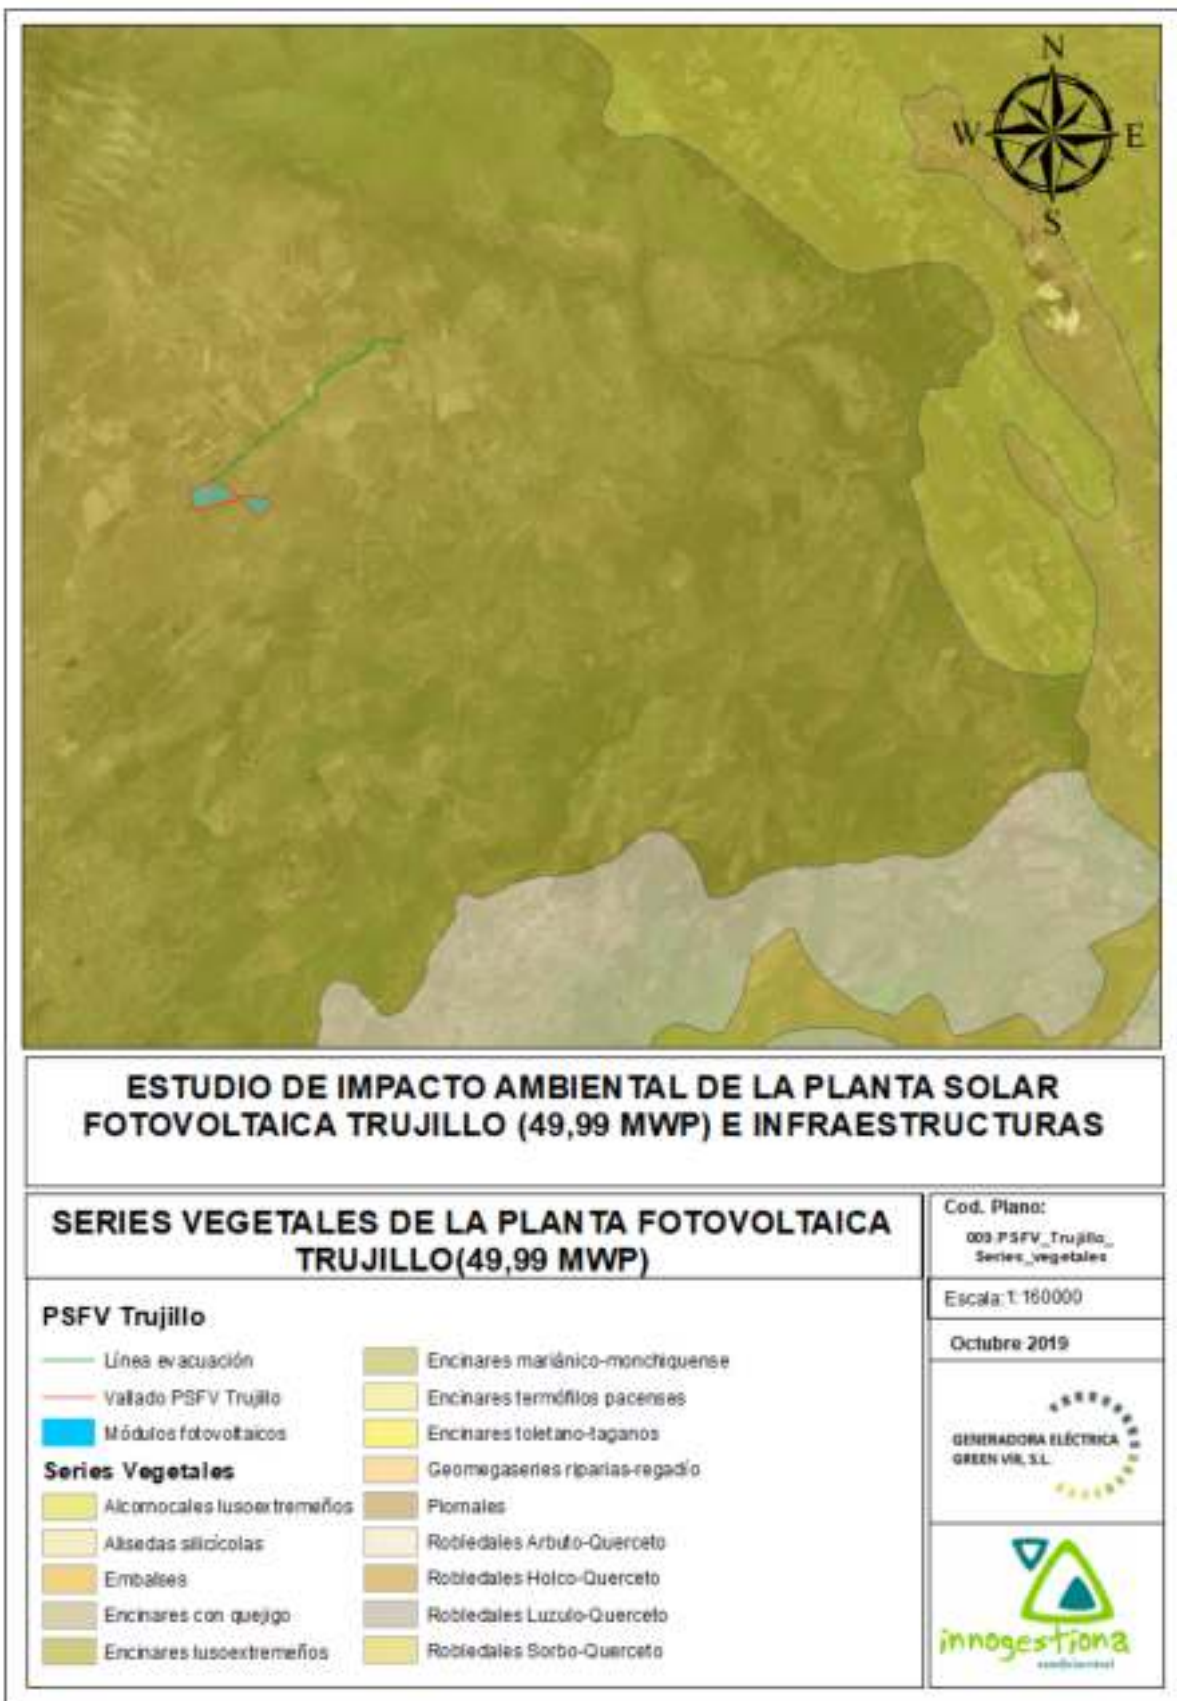 N
W
E
S
ESTUDIO DE IMPACTO AMBIENTAL DE LA PLANTA SOLAR
FOTOVOLTAICA TRUJILLO (49,99 MWP) E INFRAESTRUCTURAS
SERIES VEGETALES DE LA PLANTA FOTOVOLTAICA
TRUJILLO(49,99 MWP)
Cod. Plano:
009.PSFV_Trujillo_
Series_vegetales
Escala:1:160000
Octubre 2019
PSFV Trujillo
Línea evacuación
Vallado PSFV Trujillo
Módulos fotovoltaicos
Series Vegetales
Alcornocales lusoextremeños
Alisedas silicícolas
Embalses
Encinares con quejigo
Encinares lusoextremeños
Encinares mariánico-monchiquense
Encinares termófilos pacenses
Encinares toletano-taganos
Geomegaseries riparias-regadío
Piornales
Robledales Arbuto-Querceto
Robledales Holco-Querceto
Robledales Luzulo-Querceto
Robledales Sorbo-Querceto
GENERADORA ELÉCTRICA
GREEN VIR, S.L.
innogestiona